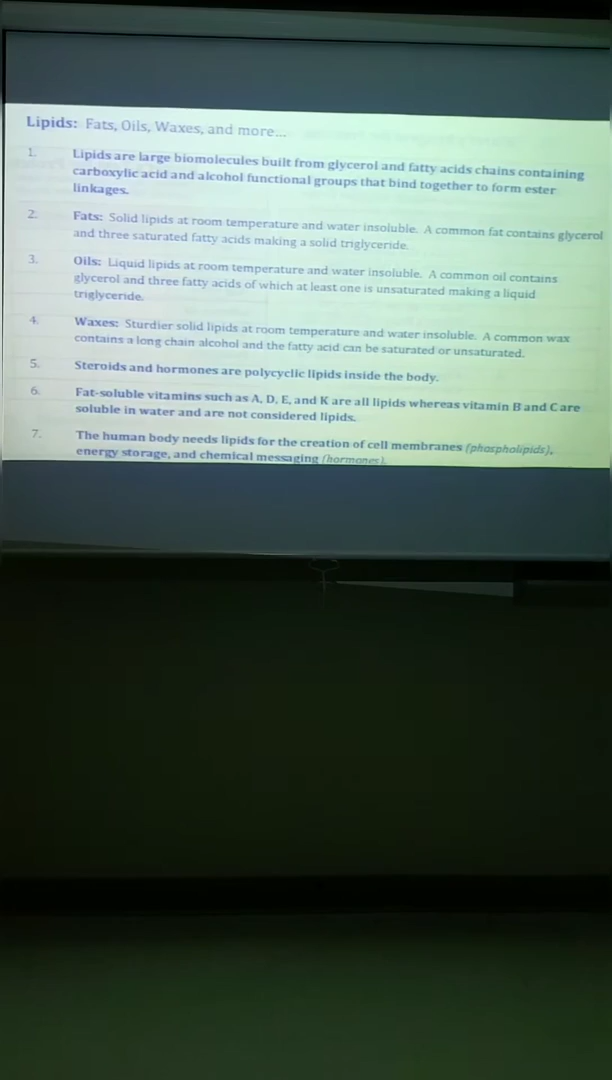 Lipids: Fats, Oils, Waxes, and more...
1. Lipids are large biomolecules built from glycerol and fatty acids chains containing
carboxylic acid and alcohol functional groups that bind together to form ester
linkages.
2. Fats: Solid lipids at room temperature and water insoluble. A common fat contains glycerol
and three saturated fatty acids making a solid triglyceride.
3. Oils: Liquid lipids at room temperature and water insoluble. A common oil contains
glycerol and three fatty acids of which at least one is unsaturated making a liquid
triglyceride.
4. Waxes: Sturdier solid lipids at room temperature and water insoluble. A common wax
contains a long chain alcohol and the fatty acid can be saturated or unsaturated.
5. Steroids and hormones are polycyclic lipids inside the body.
6. Fat-soluble vitamins such as A, D, E, and K are all lipids whereas vitamin B and C are
soluble in water and are not considered lipids.
7. The human body needs lipids for the creation of cell membranes (phospholipids),
energy storage, and chemical messaging (hormones).